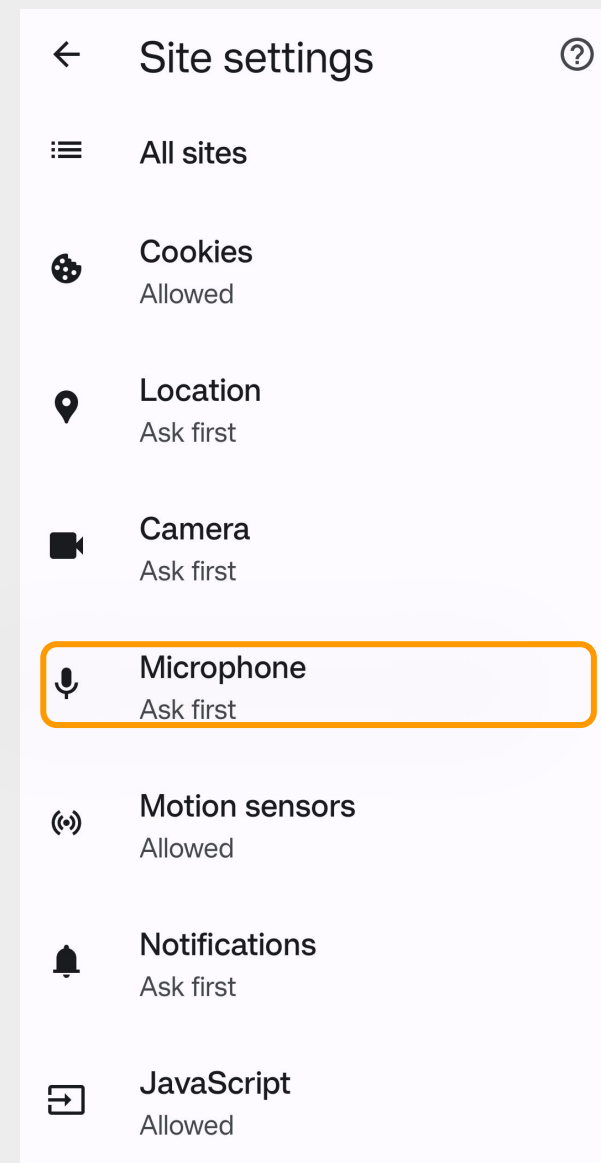 Site settings
All sites
Cookies
Allowed
Location
Ask first
Camera
Ask first
Microphone
Ask first
Motion sensors
Allowed
Notifications
Ask first
JavaScript
Allowed